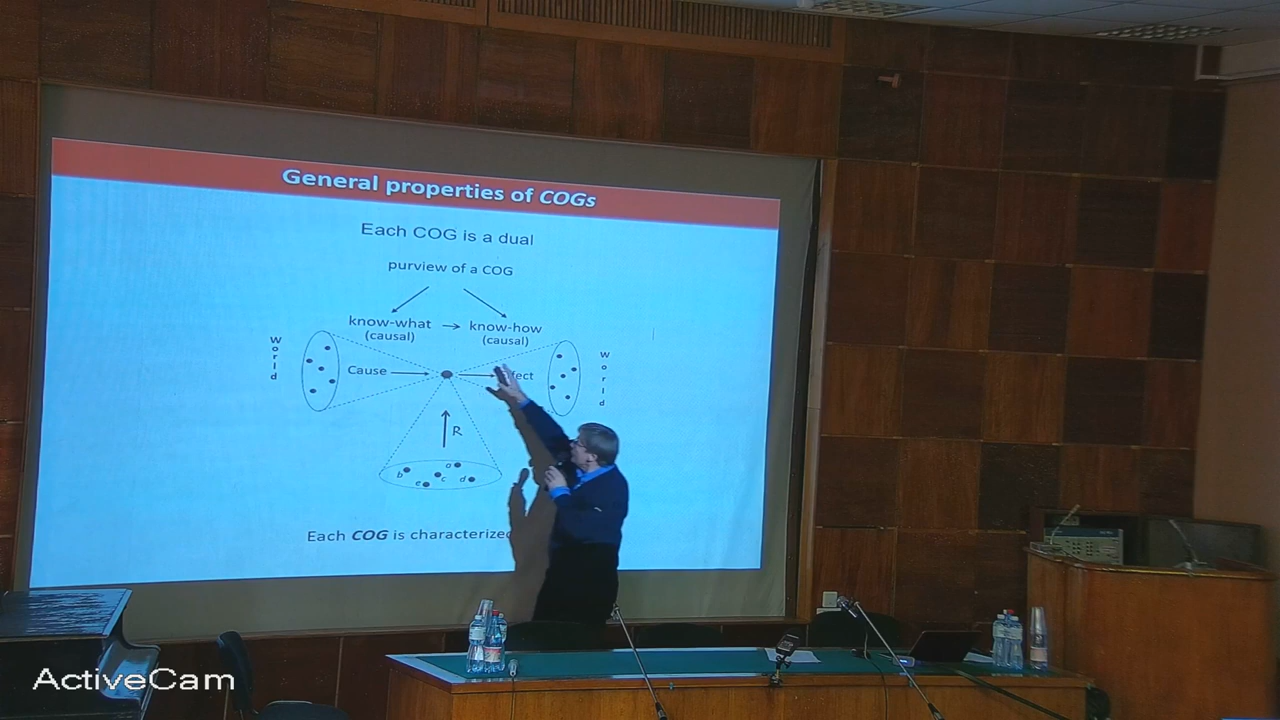 General properties of COGs
Each COG is a dual
purview of a COG
know-what → know-how
(causal) (causal)
World
World
Cause
R
b e c a d
Each COG is characterized
ActiveCam